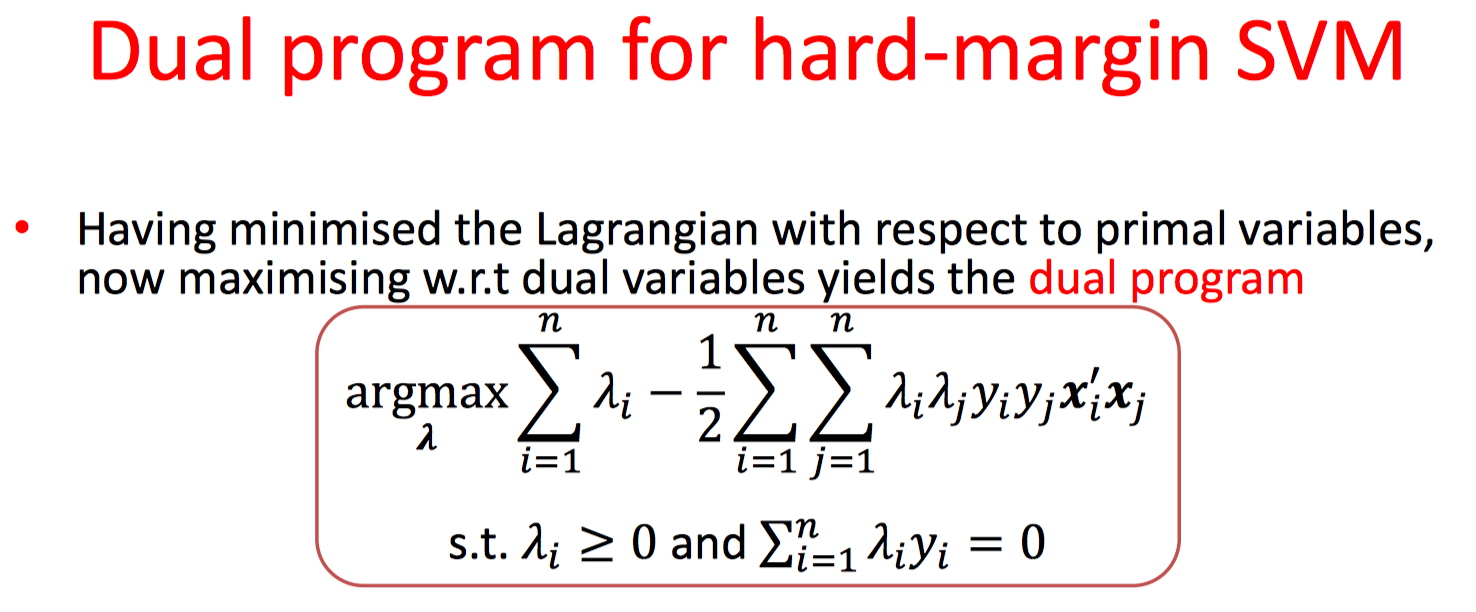 Dual program for hard-margin SVM
• Having minimised the Lagrangian with respect to primal variables,
now maximising w.r.t dual variables yields the dual program
$\underset{\boldsymbol{\lambda}}{\operatorname{argmax}} \sum_{i=1}^{n} \lambda_i - \frac{1}{2} \sum_{i=1}^{n} \sum_{j=1}^{n} \lambda_i \lambda_j y_i y_j \boldsymbol{x}_i' \boldsymbol{x}_j$
s.t. $\lambda_i \geq 0$ and $\sum_{i=1}^{n} \lambda_i y_i = 0$